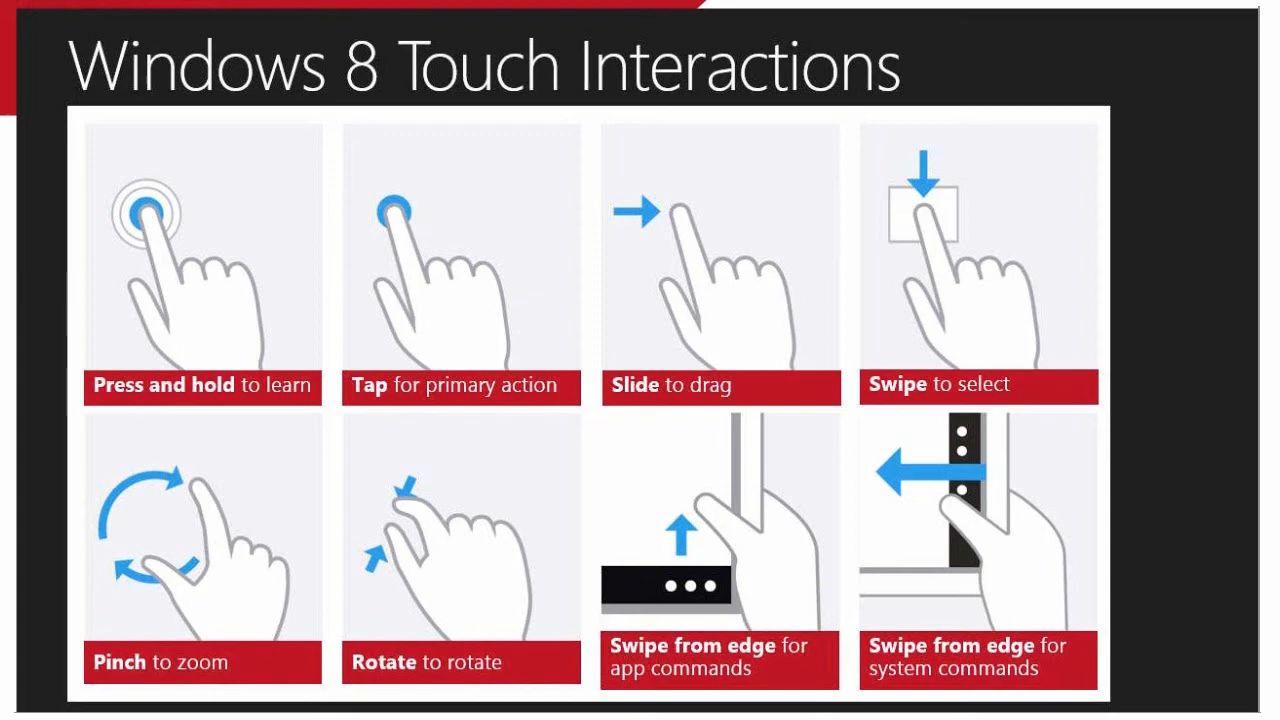 Windows 8 Touch Interactions
Press and hold to learn
Tap for primary action
Slide to drag
Swipe to select
Pinch to zoom
Rotate to rotate
Swipe from edge for
app commands
Swipe from edge for
system commands